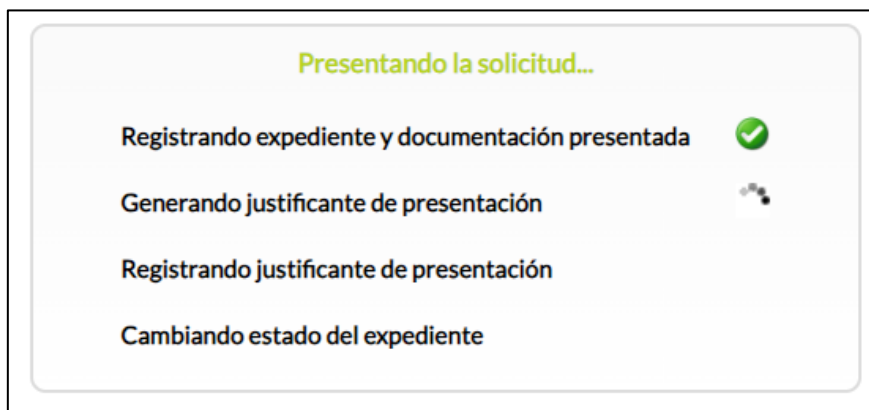 Presentando la solicitud...
Registrando expediente y documentación presentada
Generando justificante de presentación
Registrando justificante de presentación
Cambiando estado del expediente